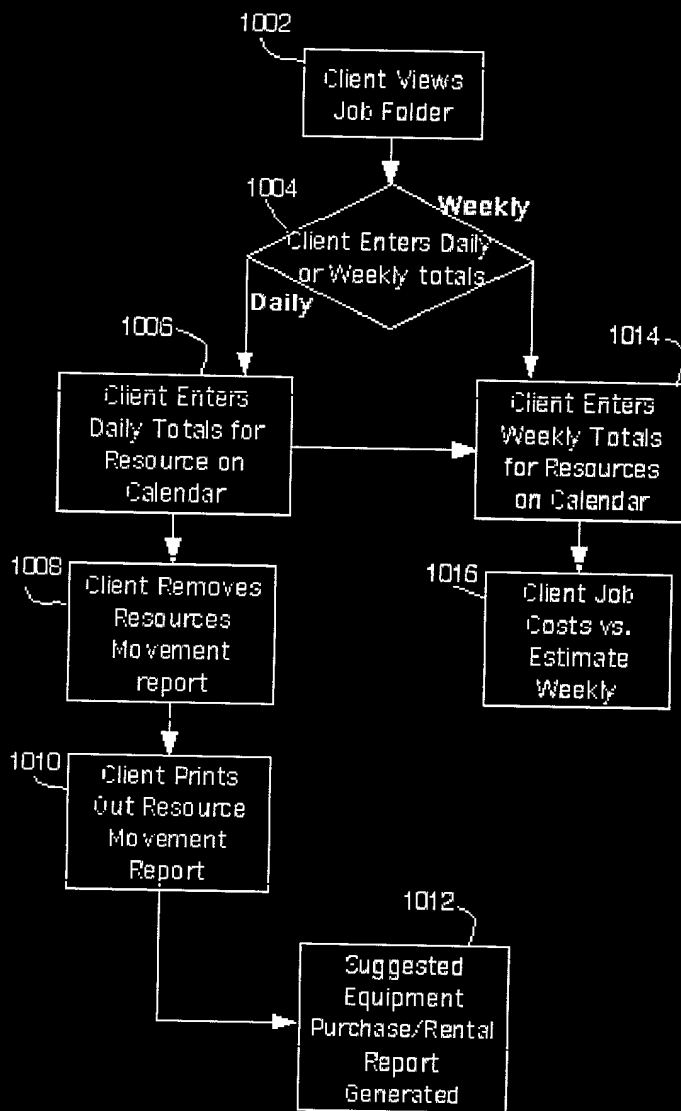 1002
Client Views
Job Folder
1004
Weekly
Client Enters Daily
or Weekly totals
Daily
1006
Client Enters
Daily Totals for
Resource on
Calendar
1014
Client Enters
Weekly Totals
for Resources
on Calendar
1008
Client Removes
Resources
Movement
report
1016
Client Job
Costs vs.
Estimate
Weekly
1010
Client Prints
Out Resource
Movement
Report
1012
Suggested
Equipment
Purchase/Rental
Report
Generated